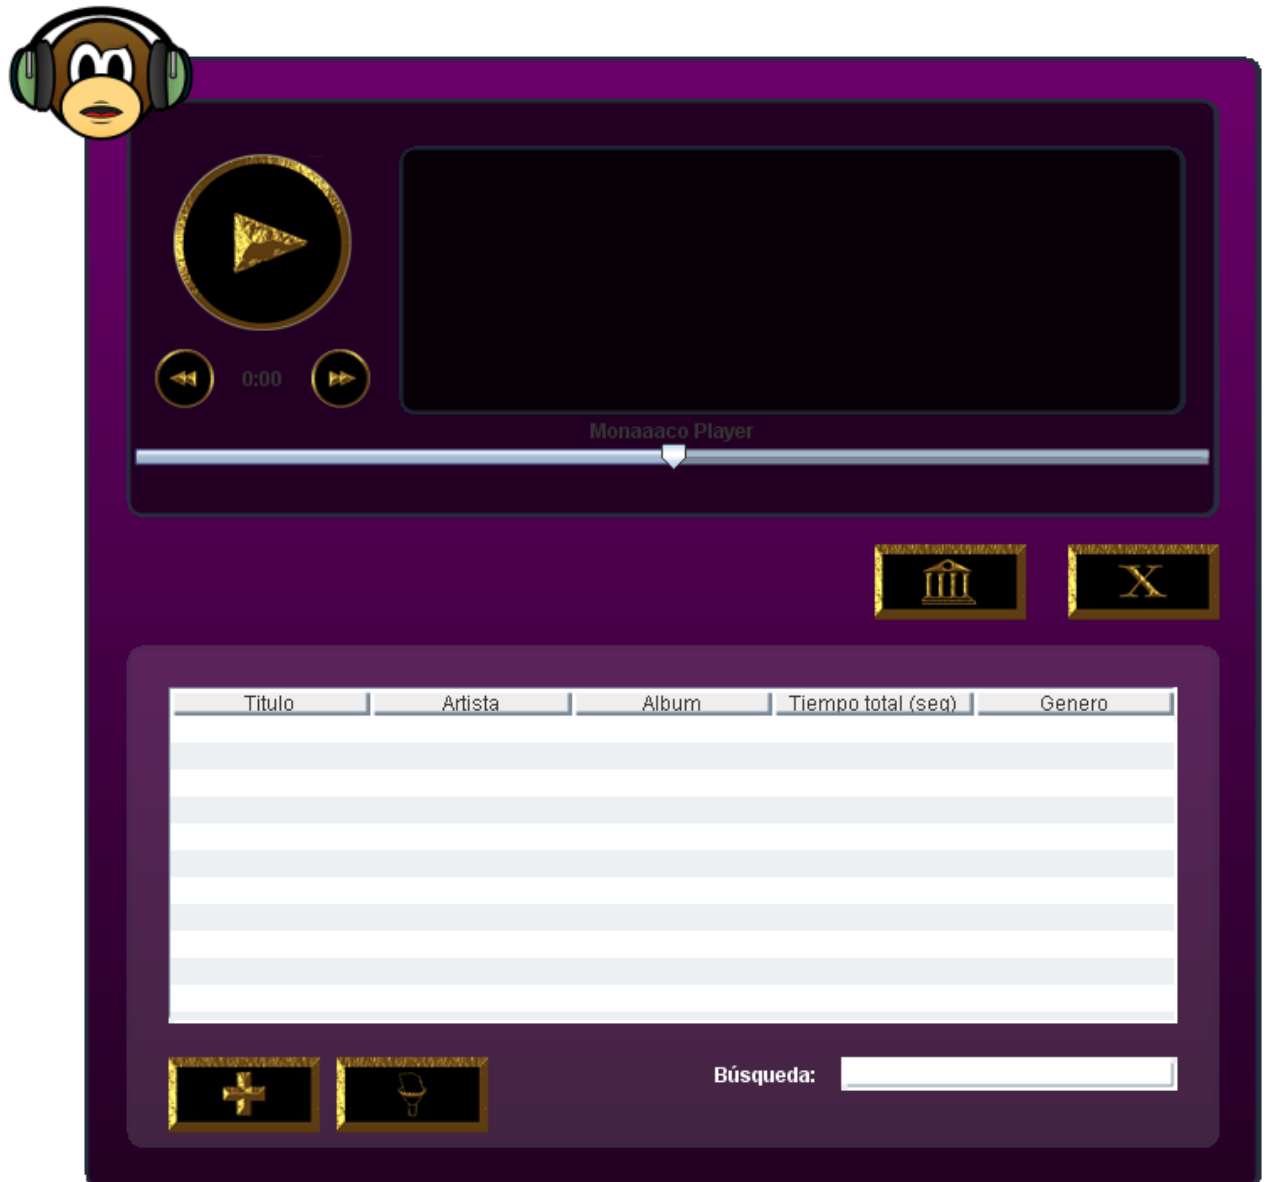 0:00
Monaaaco Player
X
Titulo Artista Album Tiempo total (seg) Genero
Búsqueda: